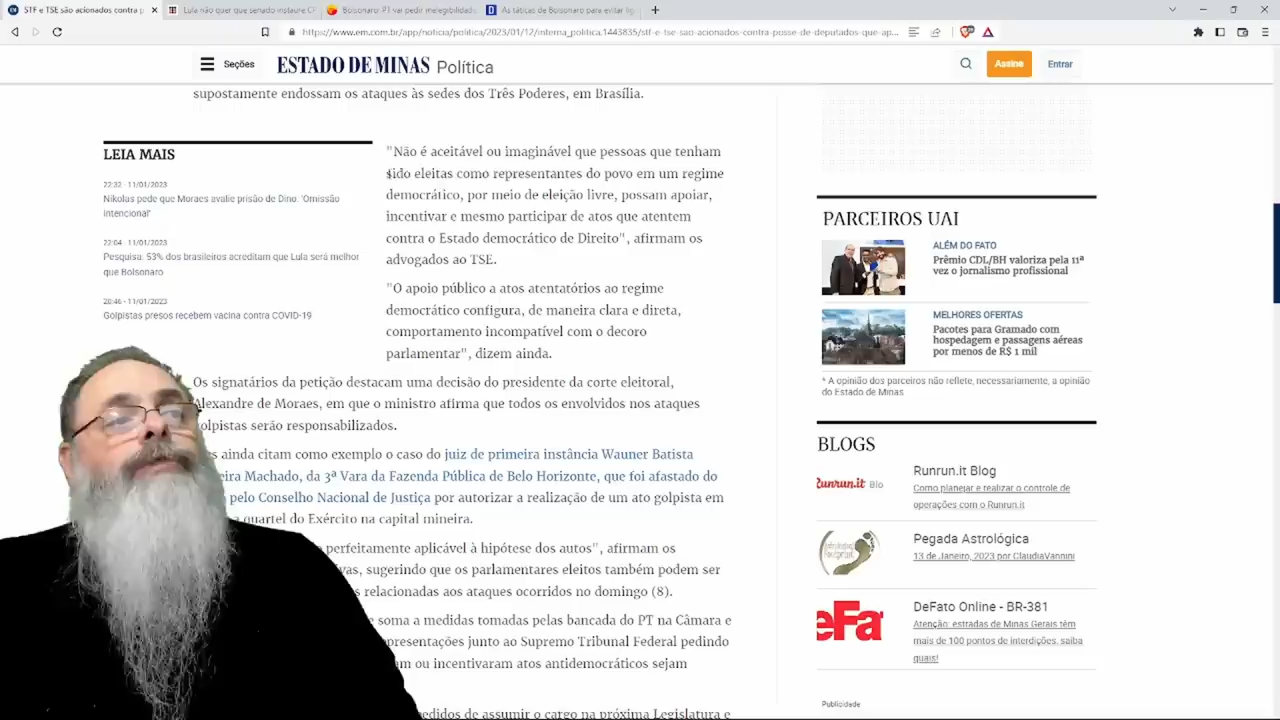 STF e TSE são acionados contra p
Lula não quer que senado instaure CP
Bolsonaro: PT vai pedir inelegibilidade
As táticas de Bolsonaro para evitar lig
https://www.em.com.br/app/noticia/politica/2023/01/12/interna_politica,1443835/stf-e-tse-sao-acionados-contra-posse-de-deputados-que-ap...
Seções
ESTADO DE MINAS Política
Assine
Entrar
supostamente endossam os ataques às sedes dos Três Poderes, em Brasília.
LEIA MAIS
22:32 - 11/01/2023
Nikolas pede que Moraes avalie prisão de Dino: 'Omissão
intencional'
22:04 - 11/01/2023
Pesquisa: 53% dos brasileiros acreditam que Lula será melhor
que Bolsonaro
20:46 - 11/01/2023
Golpistas presos recebem vacina contra COVID-19
"Não é aceitável ou imaginável que pessoas que tenham
sido eleitas como representantes do povo em um regime
democrático, por meio de eleição livre, possam apoiar,
incentivar e mesmo participar de atos que atentem
contra o Estado democrático de Direito", afirmam os
advogados ao TSE.
"O apoio público a atos atentatórios ao regime
democrático configura, de maneira clara e direta,
comportamento incompatível com o decoro
parlamentar", dizem ainda.
Os signatários da petição destacam uma decisão do presidente da corte eleitoral,
Alexandre de Moraes, em que o ministro afirma que todos os envolvidos nos ataques
golpistas serão responsabilizados.
ainda citam como exemplo o caso do juiz de primeira instância Wauner Batista
eira Machado, da 3ª Vara da Fazenda Pública de Belo Horizonte, que foi afastado do
pelo Conselho Nacional de Justiça por autorizar a realização de um ato golpista em
quartel do Exército na capital mineira.
perfeitamente aplicável à hipótese dos autos", afirmam os
vas, sugerindo que os parlamentares eleitos também podem ser
s relacionadas aos ataques ocorridos no domingo (8).
e soma a medidas tomadas pelas bancada do PT na Câmara e
presentações junto ao Supremo Tribunal Federal pedindo
am ou incentivaram atos antidemocráticos sejam
edidos de assumir o cargo na próxima Legislatura e
PARCEIROS UAI
ALÉM DO FATO
Prêmio CDL/BH valoriza pela 11ª
vez o jornalismo profissional
MELHORES OFERTAS
Pacotes para Gramado com
hospedagem e passagens aéreas
por menos de R$ 1 mil
* A opinião dos parceiros não reflete, necessariamente, a opinião
do Estado de Minas
BLOGS
Runrun.it Blo
Runrun.it Blog
Como planejar e realizar o controle de
operações com o Runrun.it
Pegada Astrológica
13 de Janeiro, 2023 por ClaudiaVannini
eFa
DeFato Online - BR-381
Atenção: estradas de Minas Gerais têm
mais de 100 pontos de interdições, saiba
quais!
Publicidade